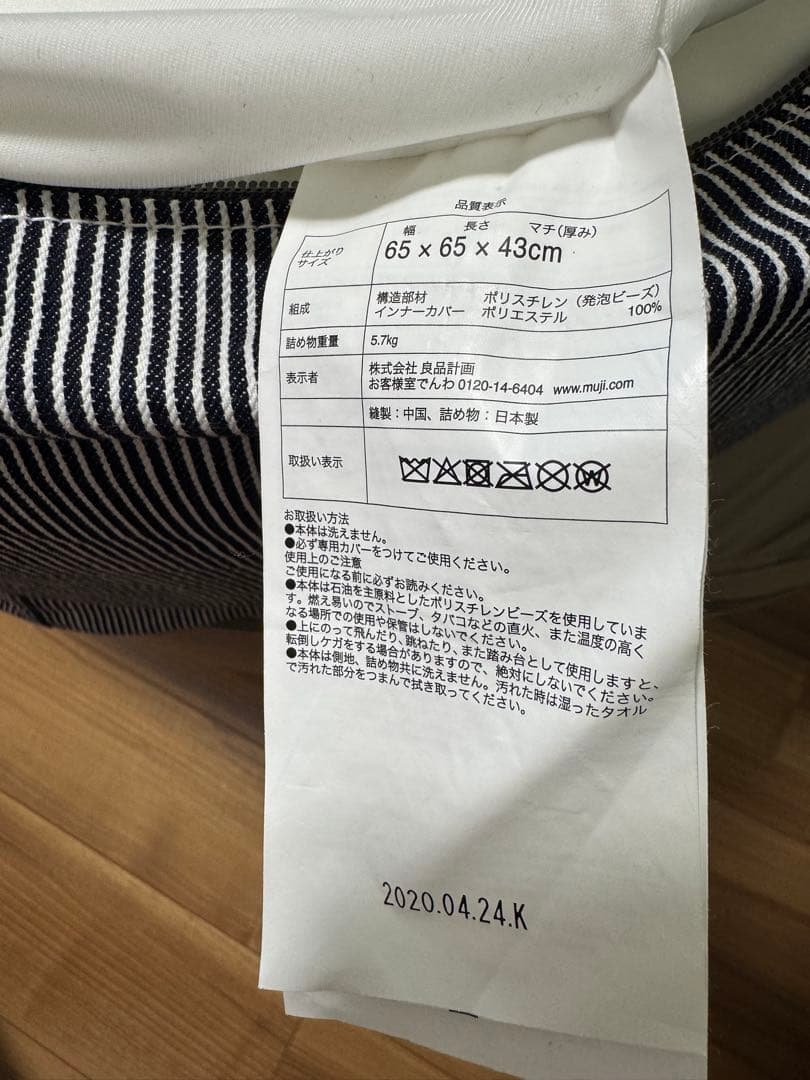 品質表示
幅 長さ マチ(厚み)
仕上がり
サイズ
65 × 65 × 43cm
組成
構造部材 ポリスチレン(発泡ビーズ)
インナーカバー ポリエステル 100%
詰め物重量 5.7kg
表示者
株式会社 良品計画
お客様室でんわ 0120-14-6404 www.muji.com
縫製:中国、詰め物:日本製
取扱い表示
W
お取扱い方法
●本体は洗えません。
●必ず専用カバーをつけてご使用ください。
使用上のご注意
ご使用になる前に必ずお読みください。
●本体は石油を主原料としたポリスチレンビーズを使用していま
す。燃え易いのでストーブ、タバコなどの直火、また温度の高く
なる場所での使用や保管はしないでください。
●上にのって飛んだり、跳ねたり、また踏み台として使用しますと、
転倒しケガをする場合がありますので、絶対にしないでください。
●本体は側地、詰め物共に洗えません。汚れた時は湿ったタオル
で汚れた部分をつまんで拭き取ってください。
2020.04.24.K